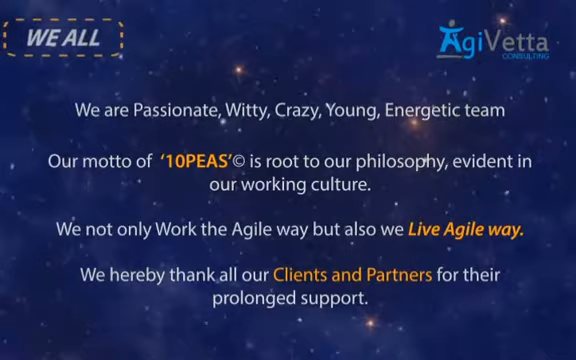 WE ALL
AgiVetta
CONSULTING
We are Passionate, Witty, Crazy, Young, Energetic team
Our motto of ‘10PEAS’© is root to our philosophy, evident in
our working culture.
We not only Work the Agile way but also we Live Agile way.
We hereby thank all our Clients and Partners for their
prolonged support.